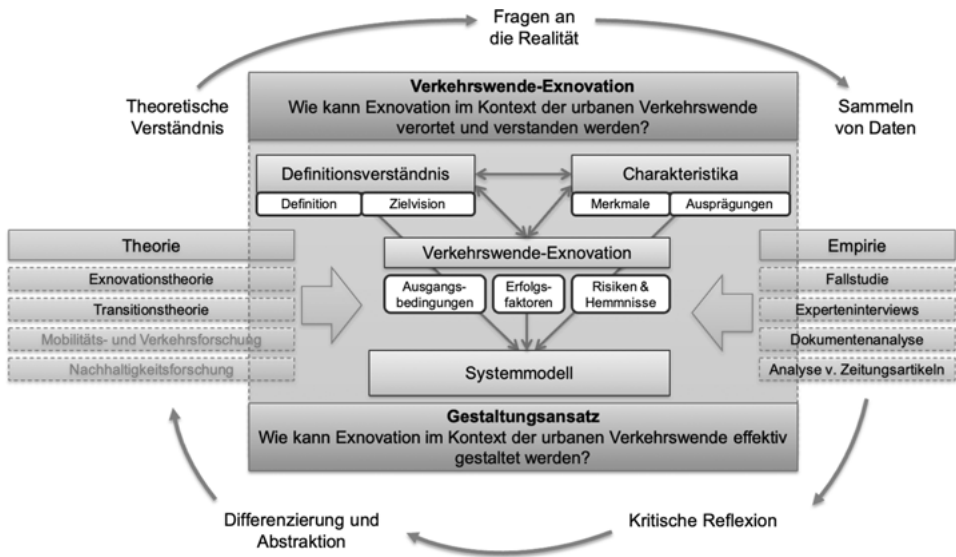 Fragen an
die Realität
Theoretische
Verständnis
Sammeln
von Daten
Verkehrswende-Exnovation
Wie kann Exnovation im Kontext der urbanen Verkehrswende
verortet und verstanden werden?
Definitionsverständnis
Charakteristika
Definition
Zielvision
Merkmale
Ausprägungen
Theorie
Exnovationstheorie
Transitionstheorie
Mobilitäts- und Verkehrsforschung
Nachhaltigkeitsforschung
Verkehrswende-Exnovation
Ausgangs-
bedingungen
Erfolgs-
faktoren
Risiken &
Hemmnisse
Empirie
Fallstudie
Experteninterviews
Dokumentenanalyse
Analyse v. Zeitungsartikeln
Systemmodell
Gestaltungsansatz
Wie kann Exnovation im Kontext der urbanen Verkehrswende effektiv
gestaltet werden?
Differenzierung und
Abstraktion
Kritische Reflexion